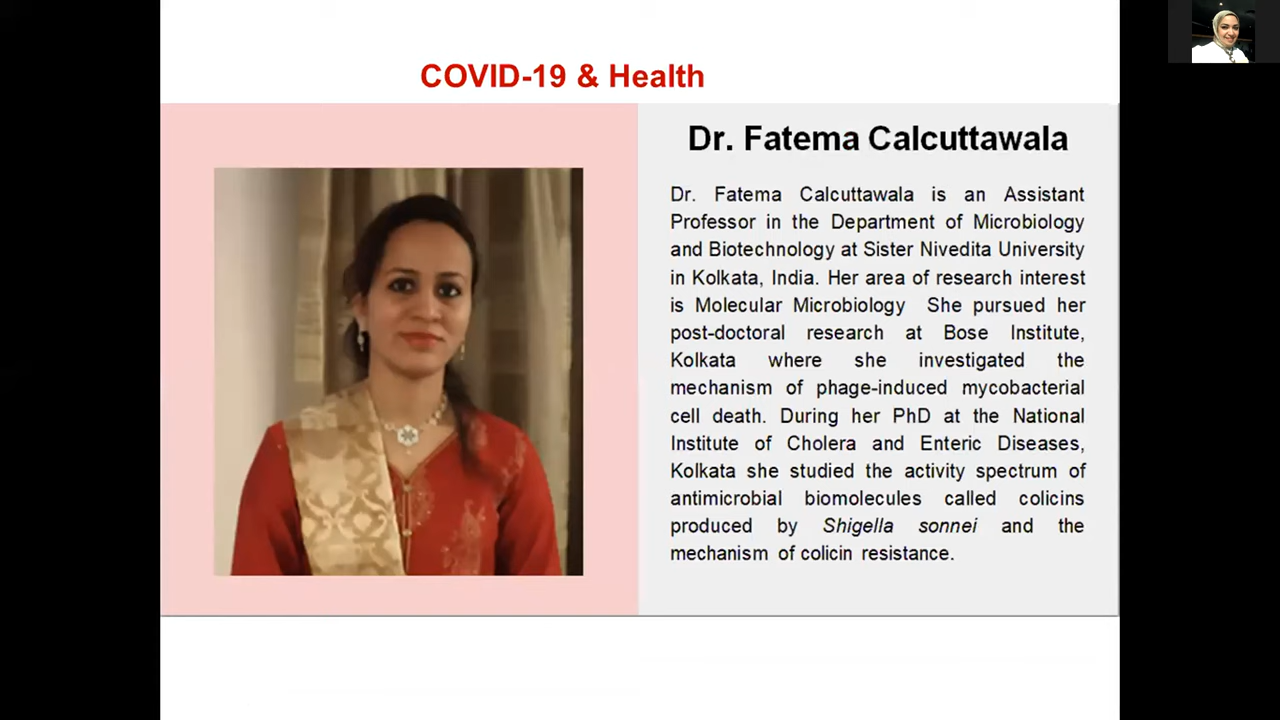 COVID-19 & Health
Dr. Fatema Calcuttawala
Dr. Fatema Calcuttawala is an Assistant
Professor in the Department of Microbiology
and Biotechnology at Sister Nivedita University
in Kolkata, India. Her area of research interest
is Molecular Microbiology She pursued her
post-doctoral research at Bose Institute,
Kolkata where she investigated the
mechanism of phage-induced mycobacterial
cell death. During her PhD at the National
Institute of Cholera and Enteric Diseases,
Kolkata she studied the activity spectrum of
antimicrobial biomolecules called colicins
produced by Shigella sonnei and the
mechanism of colicin resistance.